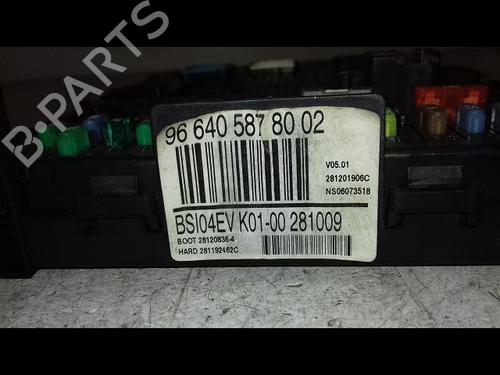 B-PARTS
96 640 587 80 02
V05.01
281201906C
NS06073518
BSI04EV K01-00 281009
BOOT 28120836-4
HARD 281192462C